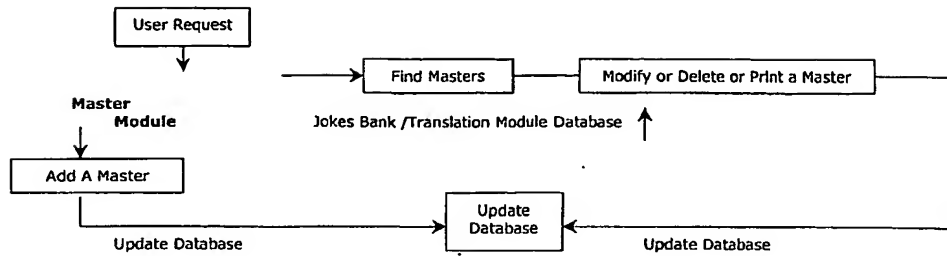 User Request
Find Masters
Modify or Delete or Print a Master
Master
Module
Jokes Bank /Translation Module Database
Add A Master
Update
Database
Update Database
Update Database